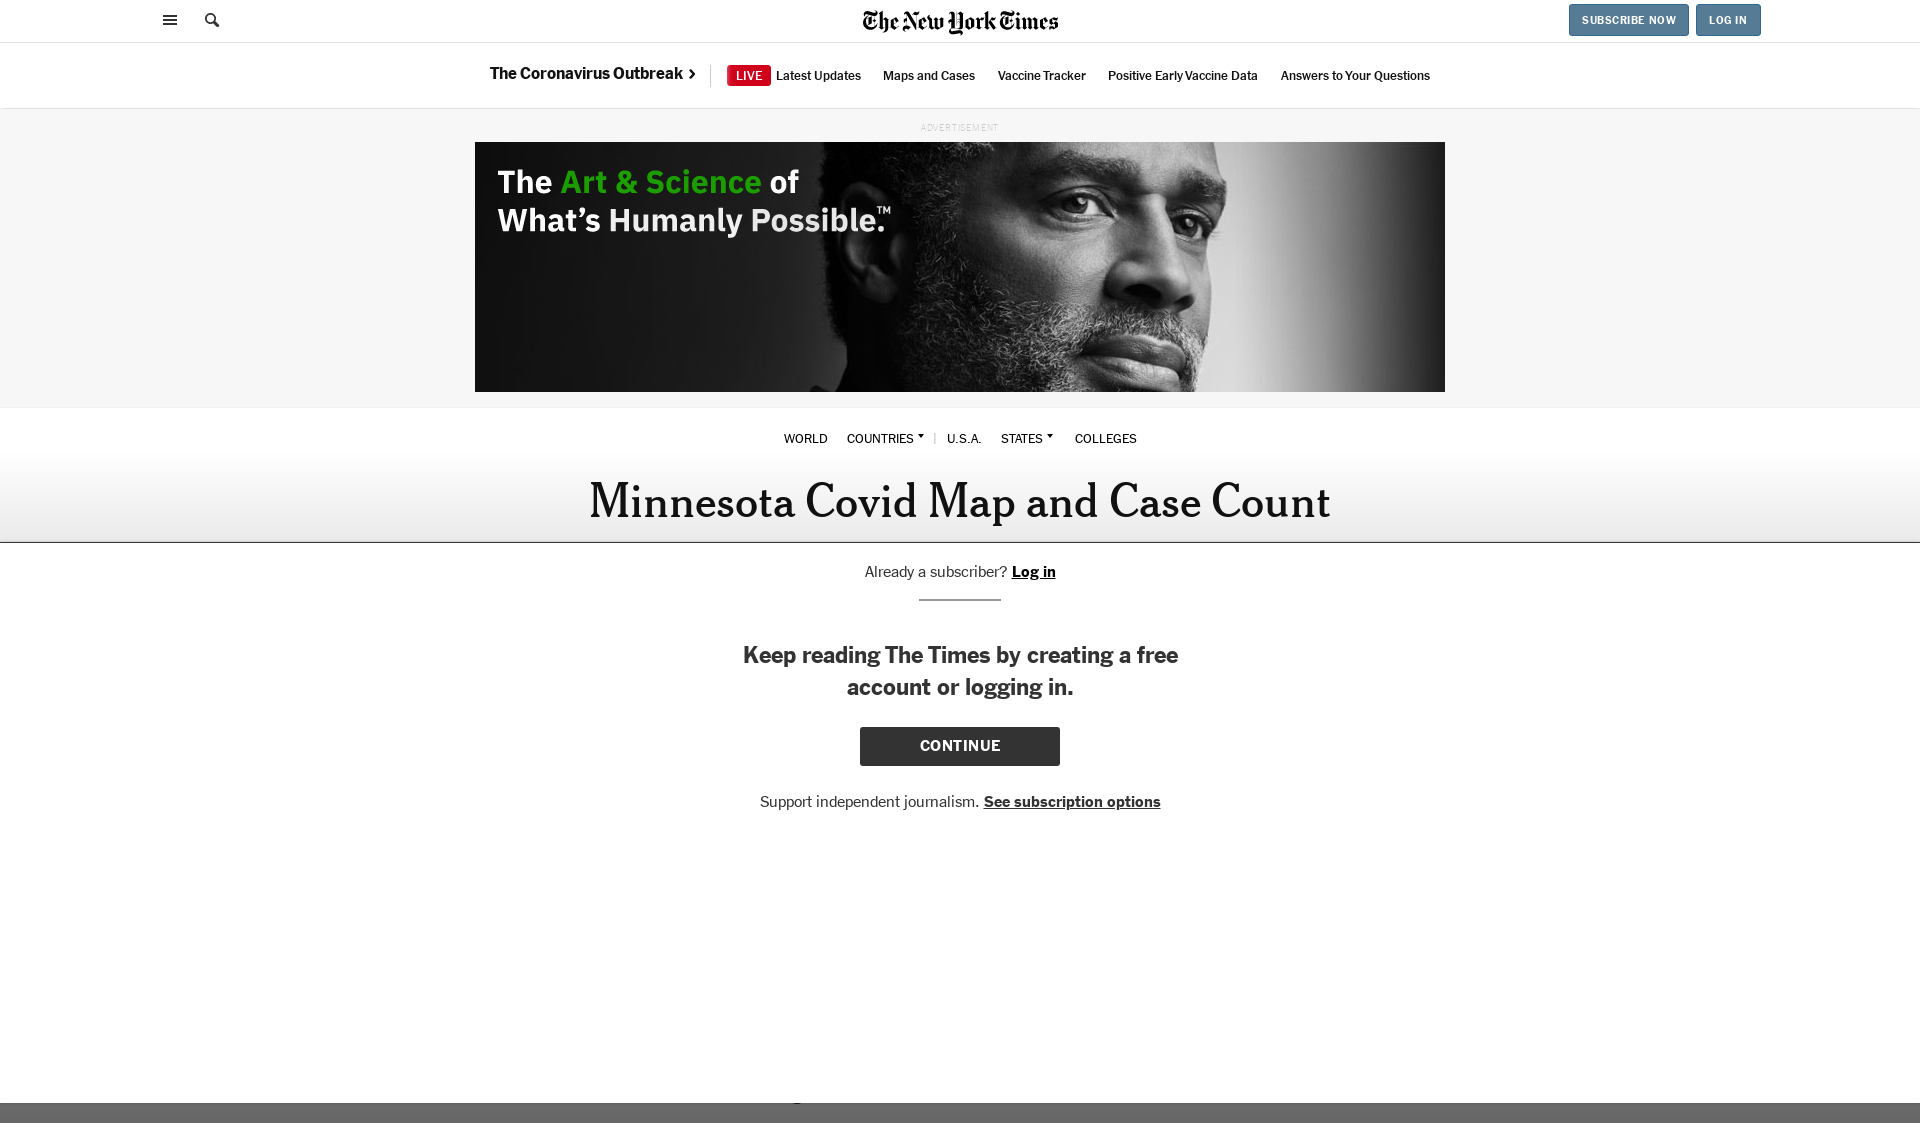 The New York Times
SUBSCRIBE NOW
LOG IN
The Coronavirus Outbreak ›
LIVE Latest Updates
Maps and Cases
Vaccine Tracker
Positive Early Vaccine Data
Answers to Your Questions
ADVERTISEMENT
The Art & Science of
What's Humanly Possible.™
WORLD COUNTRIES | U.S.A. STATES COLLEGES
Minnesota Covid Map and Case Count
Already a subscriber? Log in
Keep reading The Times by creating a free
account or logging in.
CONTINUE
Support independent journalism. See subscription options